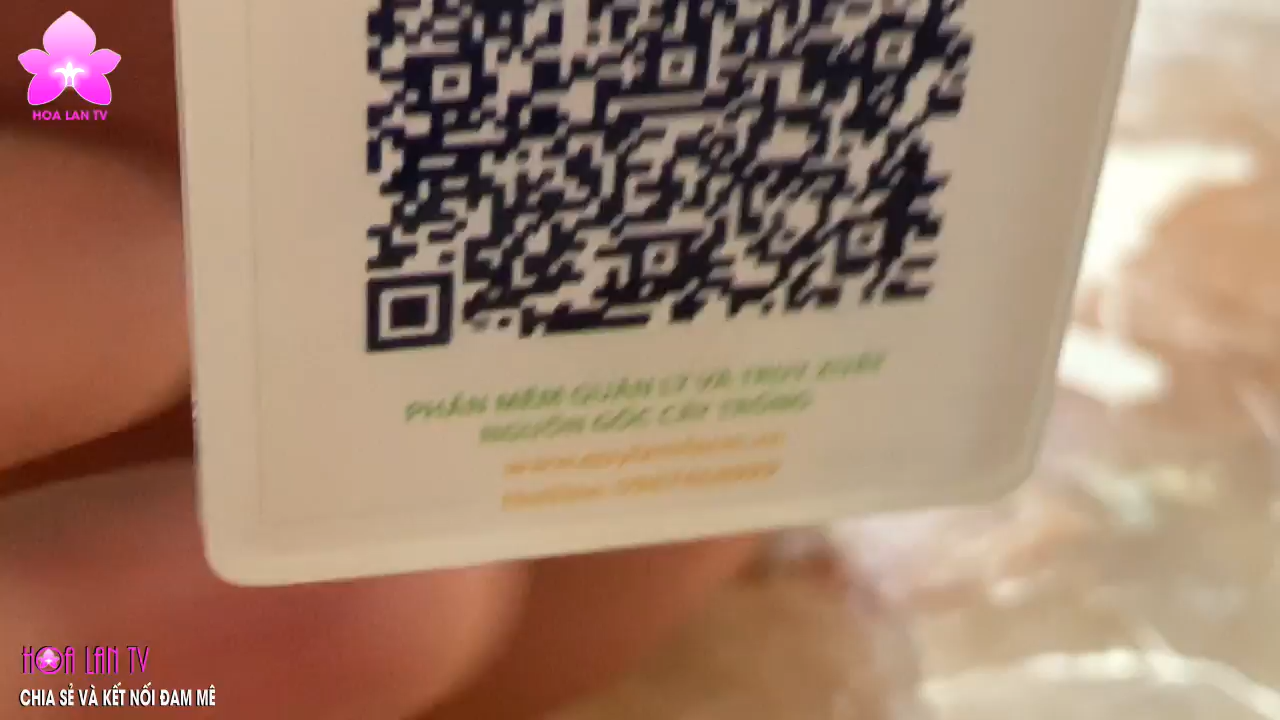 HOA LAN TV
PHẦN MỀM QUẢN LÝ VÀ TRUY XUẤT
NGUỒN GỐC CÂY TRỒNG
HOA LAN TV
CHIA SẺ VÀ KẾT NỐI ĐAM MÊ